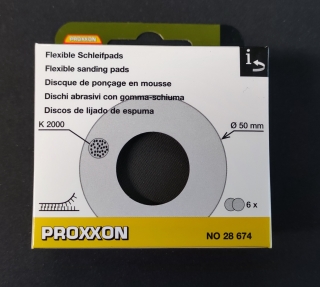 Flexible Schleifpads
Flexible sanding pads
Disque de ponçage en mousse
Dischi abrasivi con gomma-schiuma
Discos de lijado de espuma
i
K 2000
Ø 50 mm
6 x
PROXXON
NO 28 674